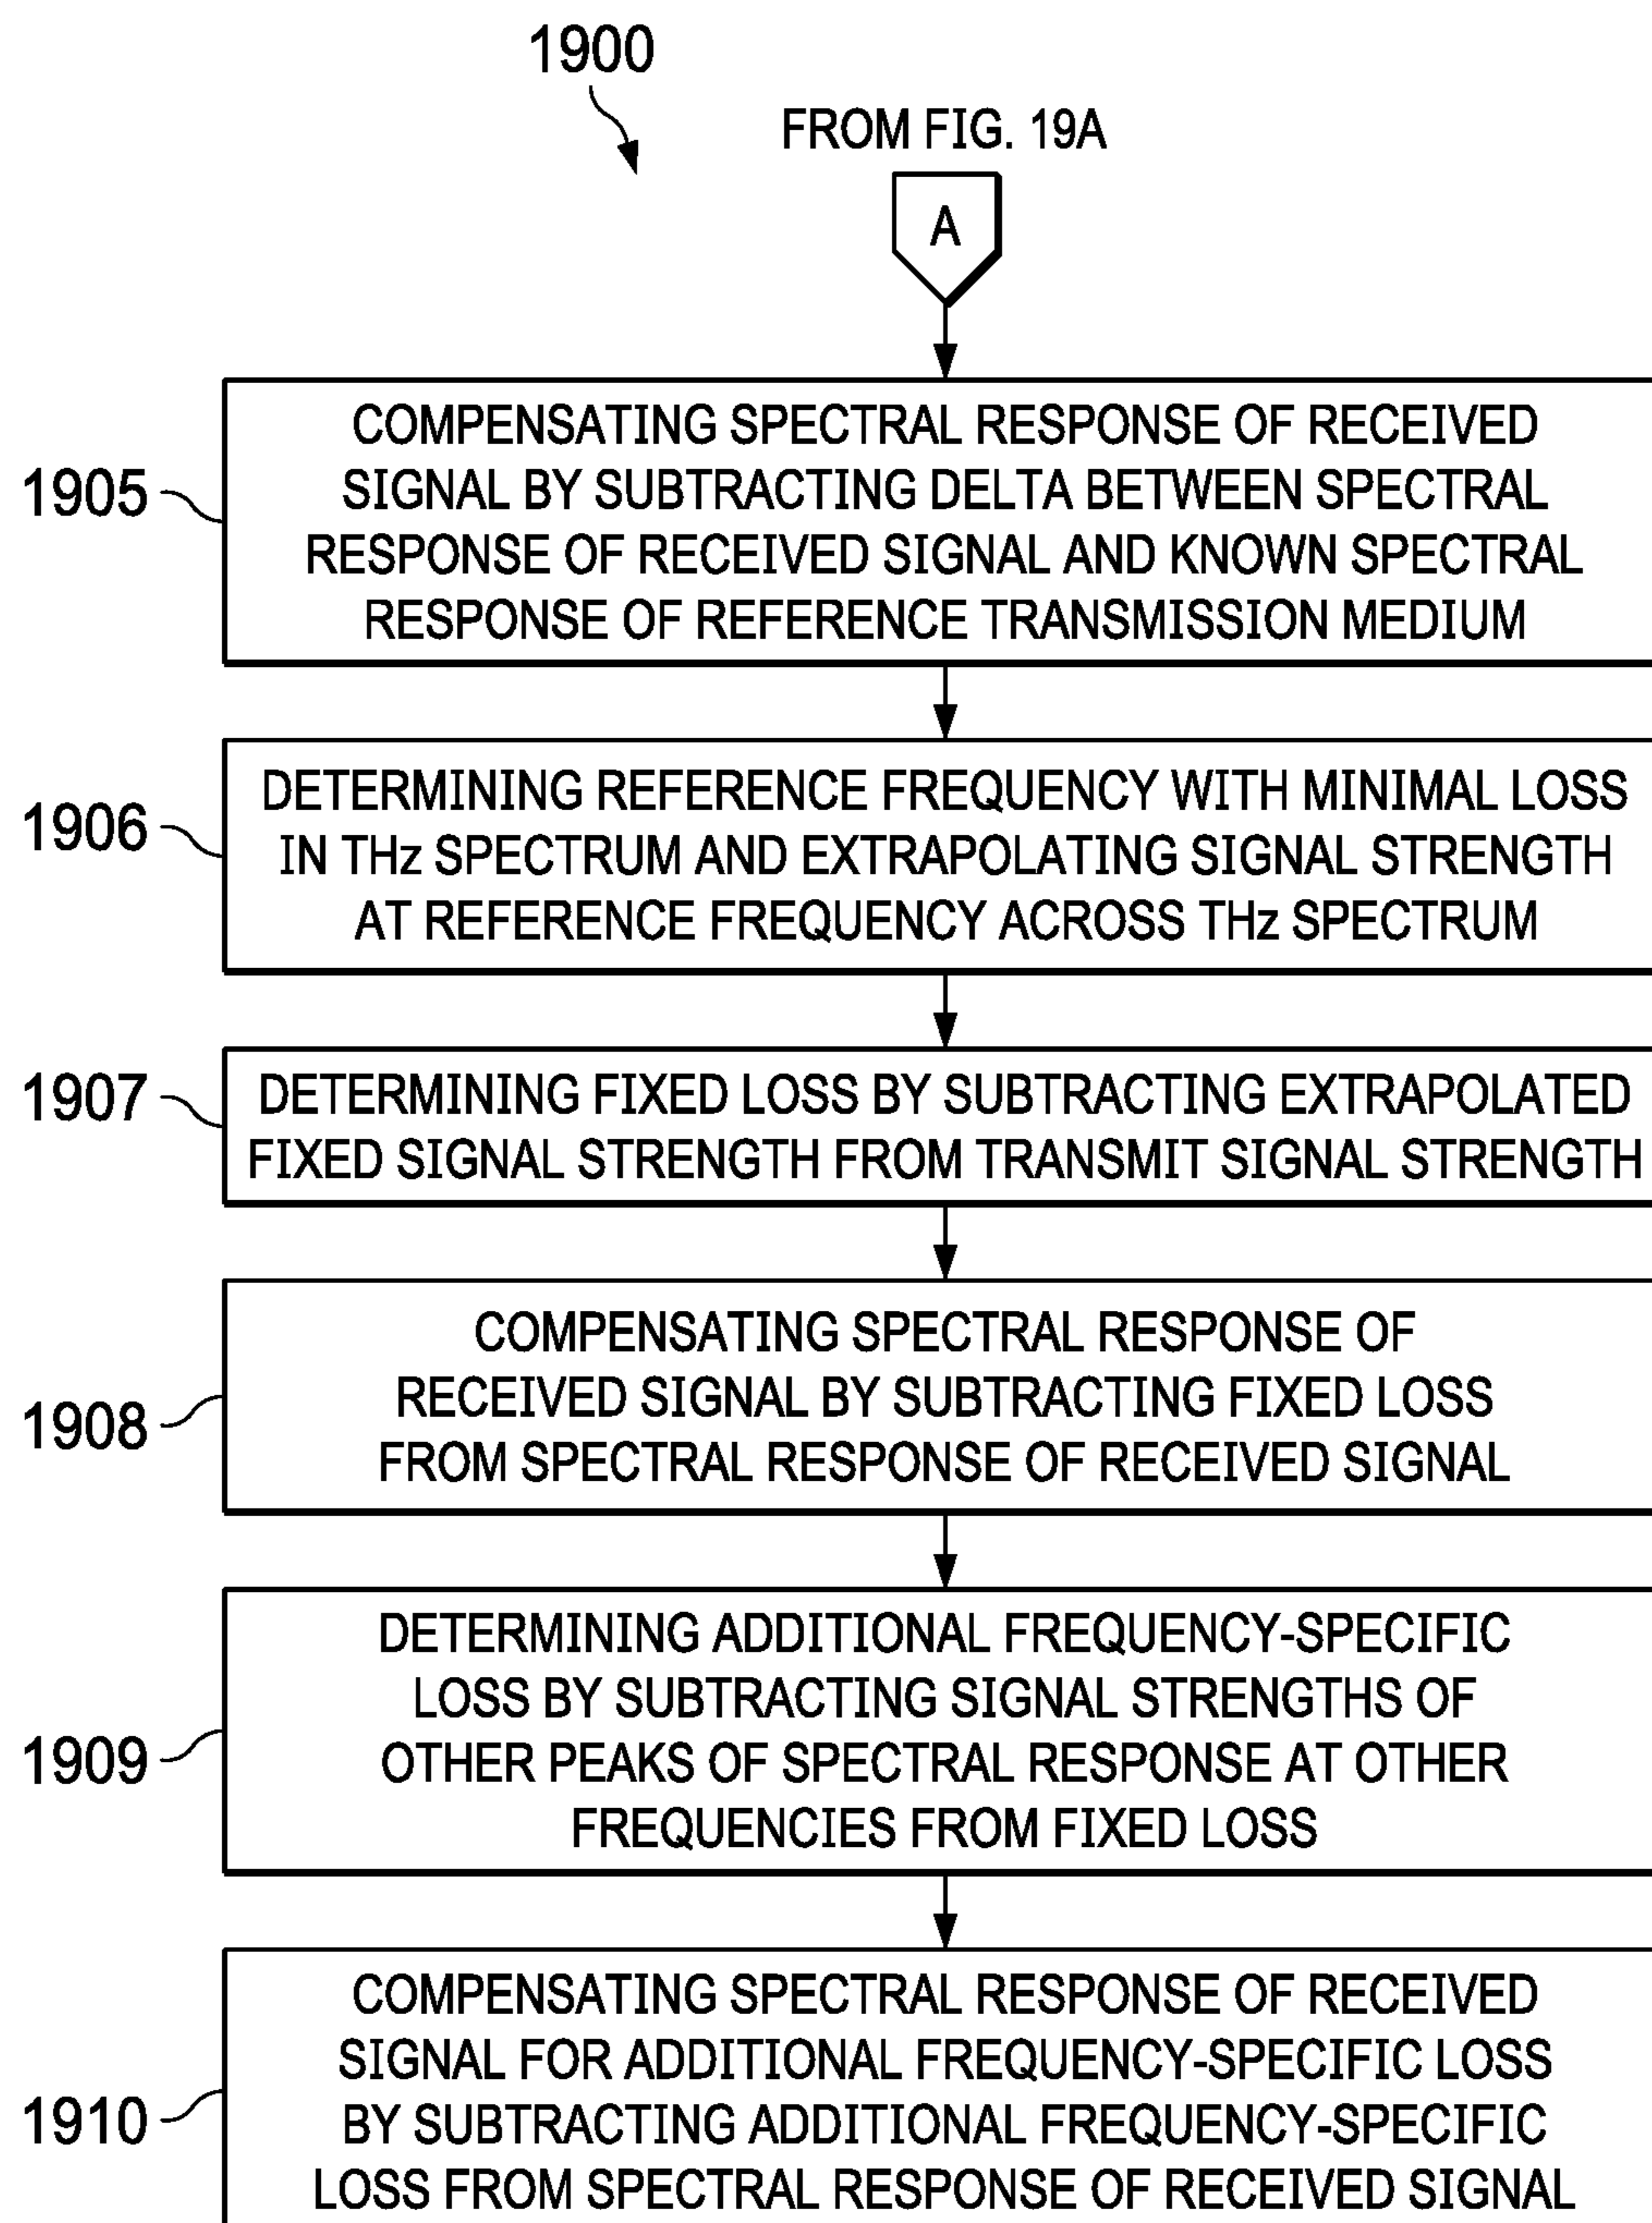 1900
FROM FIG. 19A
A
COMPENSATING SPECTRAL RESPONSE OF RECEIVED
SIGNAL BY SUBTRACTING DELTA BETWEEN SPECTRAL
RESPONSE OF RECEIVED SIGNAL AND KNOWN SPECTRAL
RESPONSE OF REFERENCE TRANSMISSION MEDIUM
1905
DETERMINING REFERENCE FREQUENCY WITH MINIMAL LOSS
IN THz SPECTRUM AND EXTRAPOLATING SIGNAL STRENGTH
AT REFERENCE FREQUENCY ACROSS THz SPECTRUM
1906
DETERMINING FIXED LOSS BY SUBTRACTING EXTRAPOLATED
FIXED SIGNAL STRENGTH FROM TRANSMIT SIGNAL STRENGTH
1907
COMPENSATING SPECTRAL RESPONSE OF
RECEIVED SIGNAL BY SUBTRACTING FIXED LOSS
FROM SPECTRAL RESPONSE OF RECEIVED SIGNAL
1908
DETERMINING ADDITIONAL FREQUENCY-SPECIFIC
LOSS BY SUBTRACTING SIGNAL STRENGTHS OF
OTHER PEAKS OF SPECTRAL RESPONSE AT OTHER
FREQUENCIES FROM FIXED LOSS
1909
COMPENSATING SPECTRAL RESPONSE OF RECEIVED
SIGNAL FOR ADDITIONAL FREQUENCY-SPECIFIC LOSS
BY SUBTRACTING ADDITIONAL FREQUENCY-SPECIFIC
LOSS FROM SPECTRAL RESPONSE OF RECEIVED SIGNAL
1910